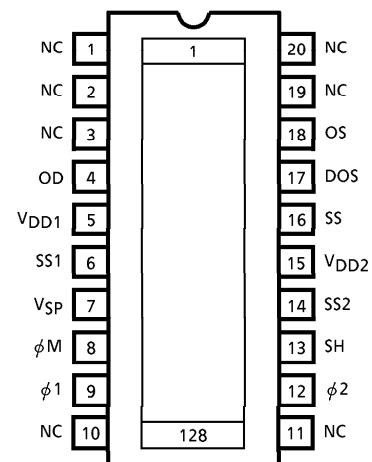 NC 1 1 20 NC
NC 2 19 NC
NC 3 18 OS
OD 4 17 DOS
VDD1 5 16 SS
SS1 6 15 VDD2
VSP 7 14 SS2
ϕM 8 13 SH
ϕ1 9 12 ϕ2
NC 10 128 11 NC